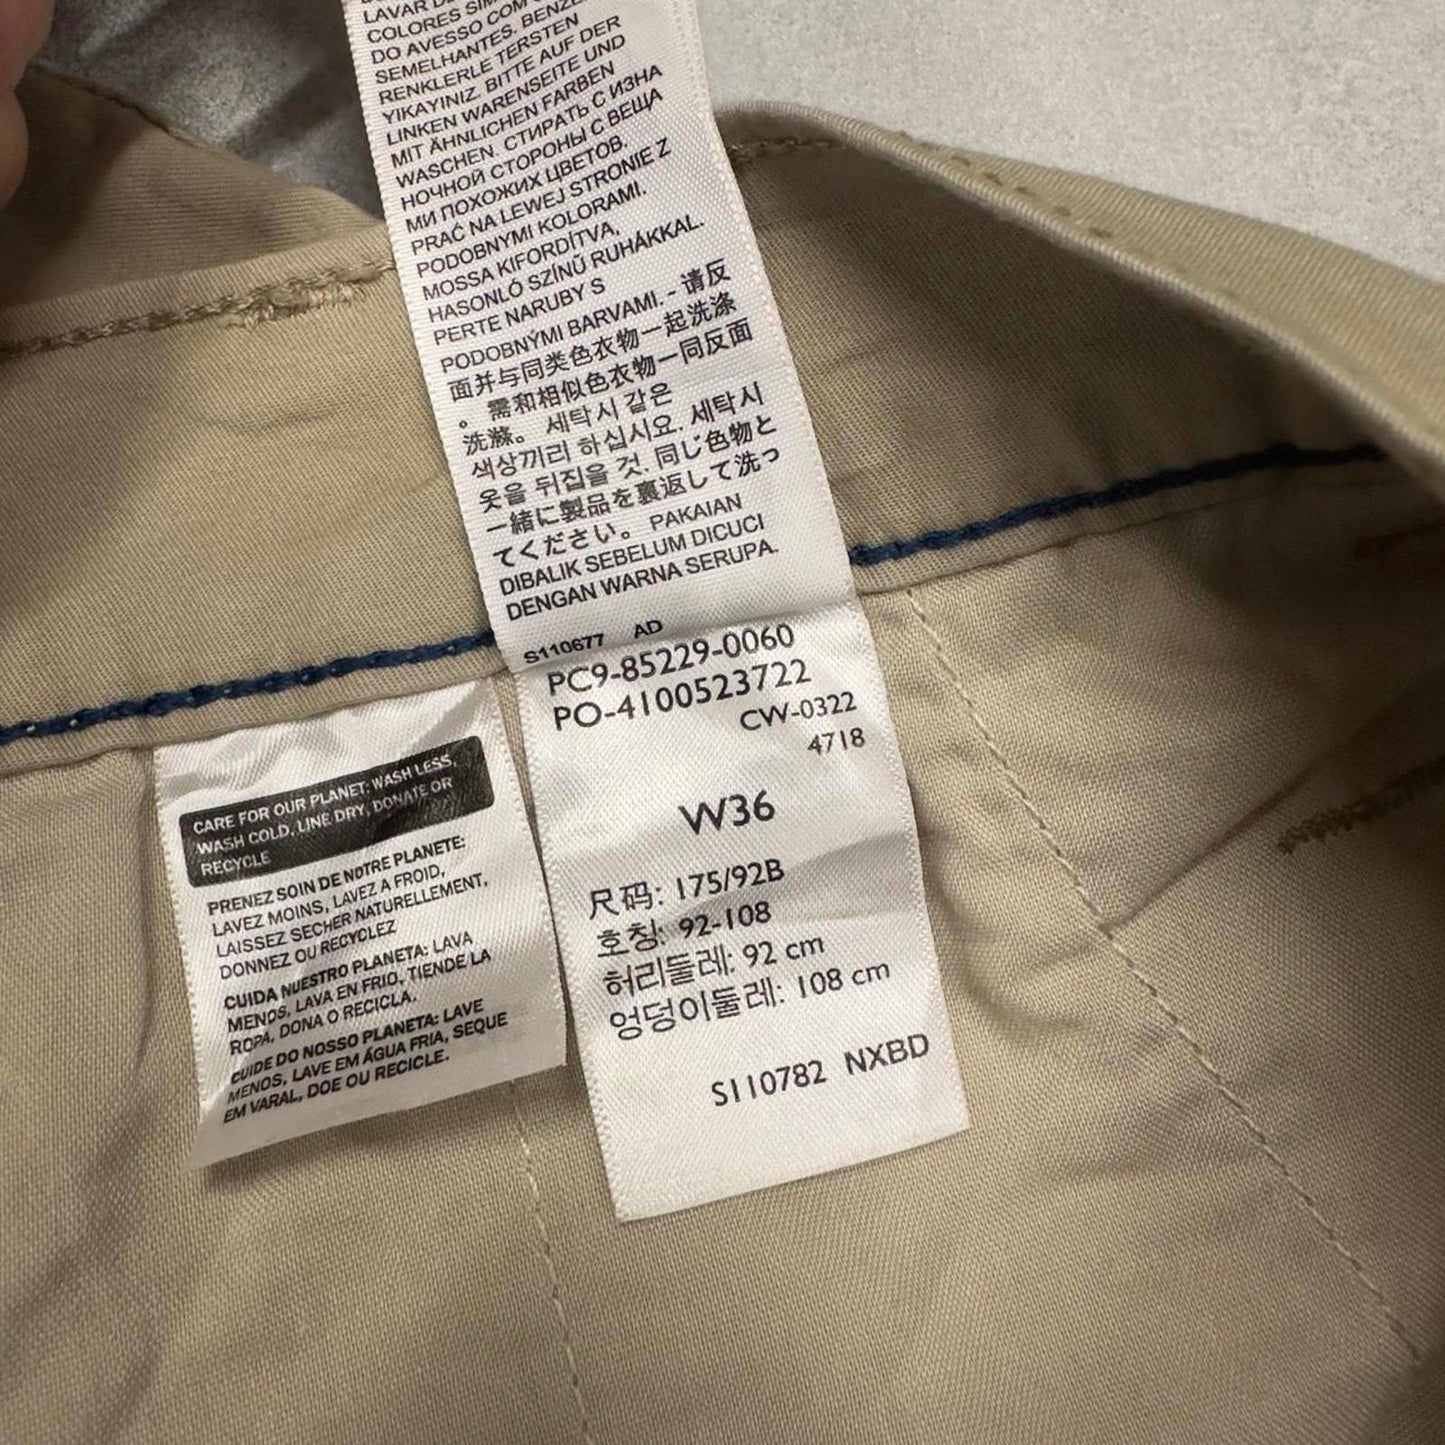 LAVAR
COLORES
DO AVESSO COM
SEMELHANTES.
RENKLERLE TERSTEN
YIKAYINIZ. BITTE AUF DER
LINKEN WARENSEITE UND
MIT ÄHNLICHEN FARBEN
WASCHEN. СТИРАТЬ С ИЗНА
НОЧНОЙ СТОРОНЫ С ВЕЩА
МИ ПОХОЖИХ ЦВЕТОВ.
PRAĆ NA LEWEJ STRONIE Z
PODOBNYMI KOLORAMI.
MOSSA KIFORDÍTVA,
HASONLÓ SZÍNŰ RUHÁKKAL.
PERTE NARUBY S
PODOBNÝMI BARVAMI. - 请反
面并与同类色衣物一起洗涤
。需和相似色衣物一同反面
洗滌。 세탁시 같은
색상끼리 하십시요. 세탁시
옷을 뒤집을 것. 同じ色物と
一緒に製品を裏返して洗っ
てください。 PAKAIAN
DIBALIK SEBELUM DICUCI
DENGAN WARNA SERUPA.
S110677 AD
PC9-85229-0060
PO-4100523722
CW-0322
4718
W36
尺码: 175/92B
호칭: 92-108
허리둘레: 92 cm
엉덩이둘레: 108 cm
S110782 NXBD
CARE FOR OUR PLANET: WASH LESS,
WASH COLD, LINE DRY, DONATE OR
RECYCLE
PRENEZ SOIN DE NOTRE PLANETE:
LAVEZ MOINS, LAVEZ A FROID,
LAISSEZ SECHER NATURELLEMENT,
DONNEZ OU RECYCLEZ
CUIDA NUESTRO PLANETA: LAVA
MENOS, LAVA EN FRIO, TIENDE LA
ROPA, DONA O RECICLA.
CUIDE DO NOSSO PLANETA: LAVE
MENOS, LAVE EM ÁGUA FRIA, SEQUE
EM VARAL, DOE OU RECICLE.